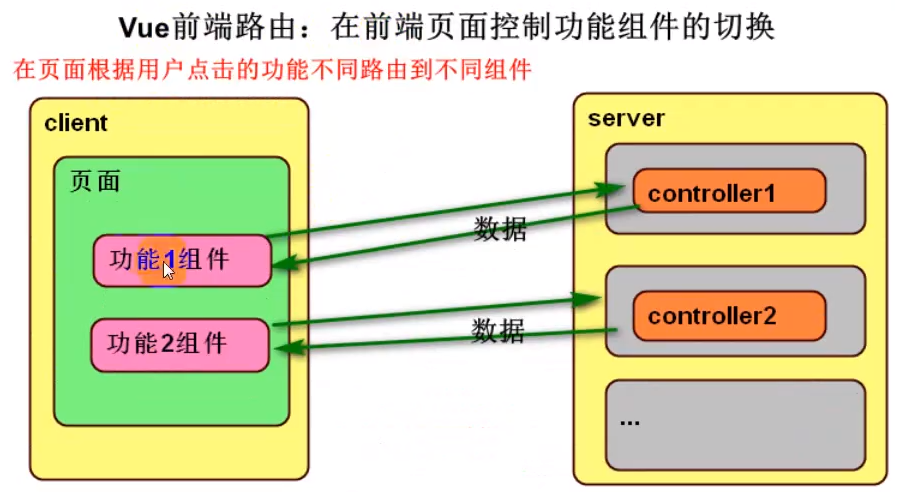 Vue前端路由：在前端页面控制功能组件的切换
在页面根据用户点击的功能不同路由到不同组件
client
server
页面
controller1
数据
功能1组件
controller2
数据
功能2组件
...